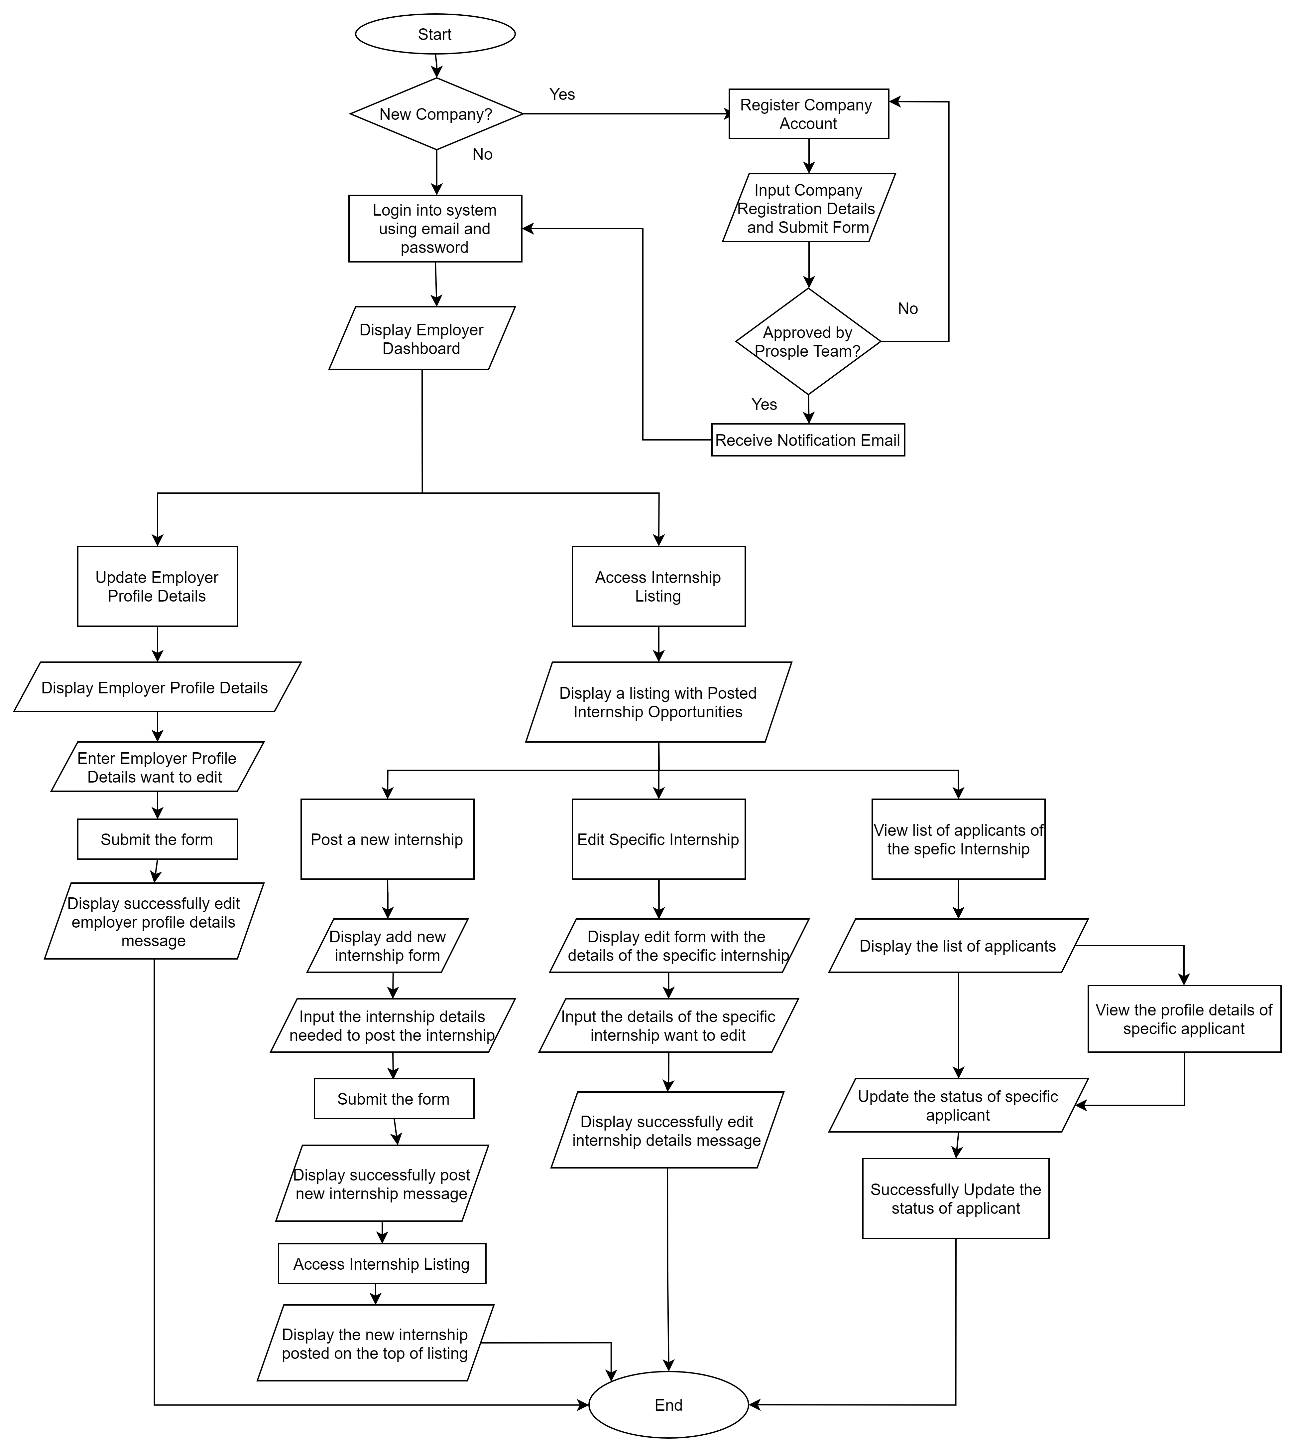 Start
New Company?
Yes
No
Register Company
Account
Input Company
Registration Details
and Submit Form
Login into system
using email and
password
Approved by
Prosple Team?
No
Yes
Receive Notification Email
Display Employer
Dashboard
Update Employer
Profile Details
Access Internship
Listing
Display Employer Profile Details
Display a listing with Posted
Internship Opportunities
Enter Employer Profile
Details want to edit
Submit the form
Display successfully edit
employer profile details
message
Post a new internship
Edit Specific Internship
View list of applicants of
the spefic Internship
Display add new
internship form
Display edit form with the
details of the specific internship
Display the list of applicants
Input the internship details
needed to post the internship
Input the details of the specific
internship want to edit
View the profile details of
specific applicant
Submit the form
Display successfully edit
internship details message
Update the status of specific
applicant
Display successfully post
new internship message
Successfully Update the
status of applicant
Access Internship Listing
Display the new internship
posted on the top of listing
End